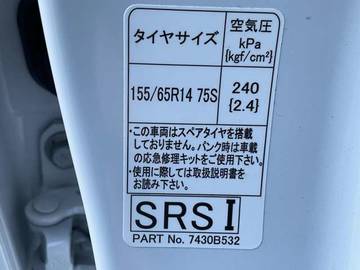 タイヤサイズ
空気圧
kPa
{kgf/cm²}
155/65R14 75S
240
{2.4}
・この車両はスペアタイヤを搭載
しておりません。パンク時は車載
の応急修理キットをご使用下さい。
・使用に際しては取扱説明書を
お読み下さい。
SRS I
PART No. 7430B532